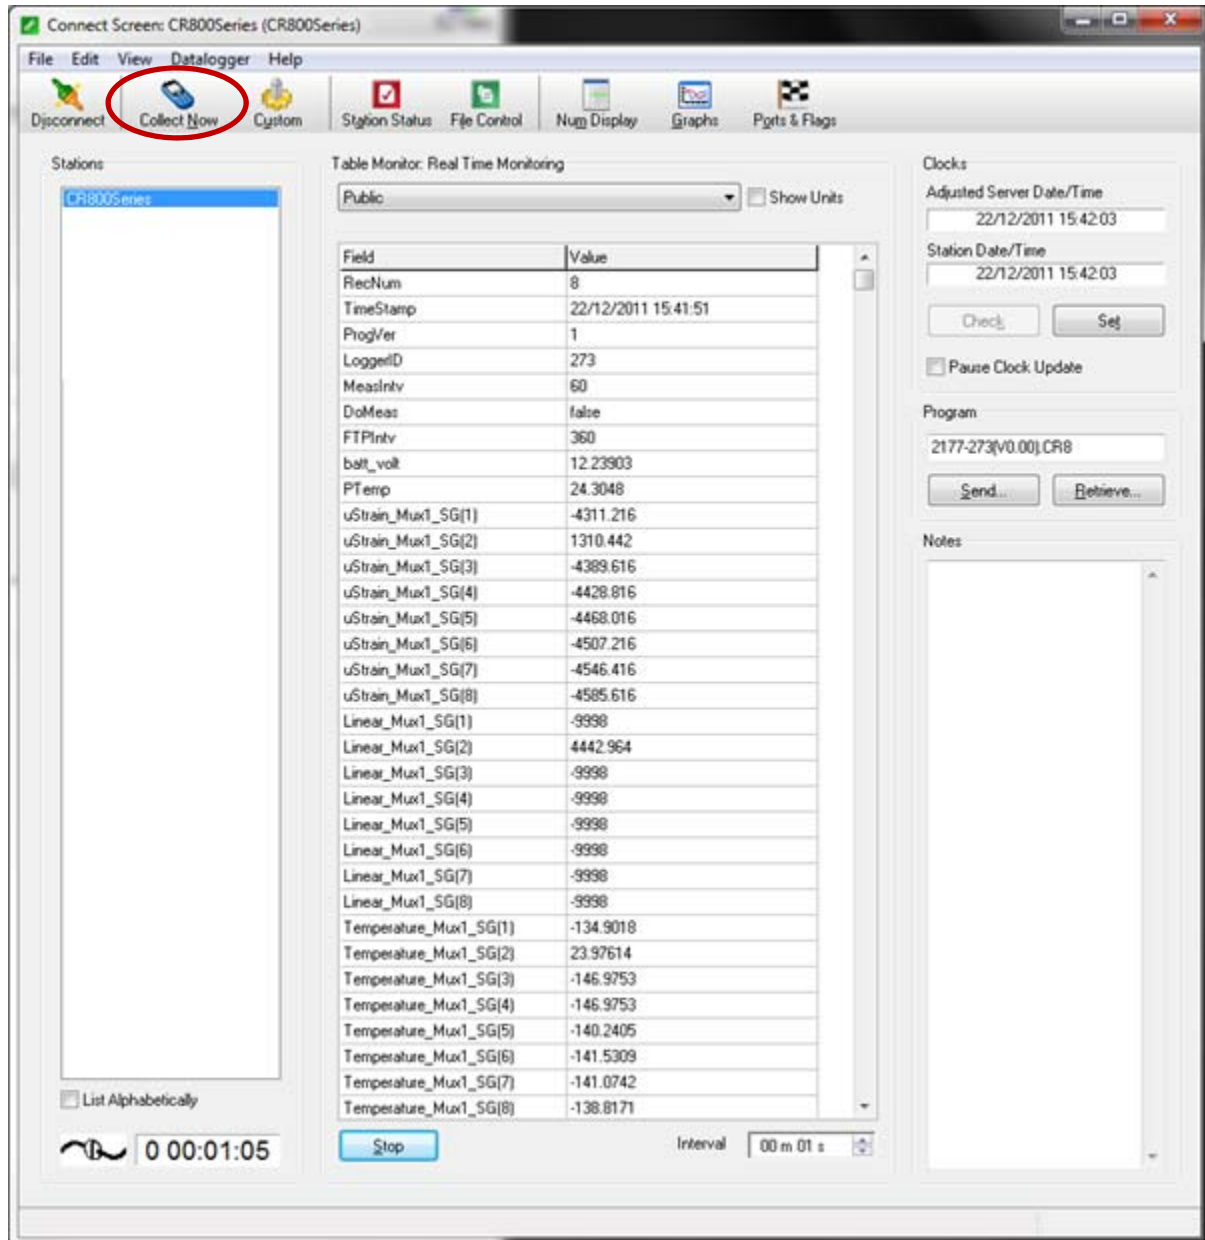 Connect Screen: CR800Series (CR800Series)
File Edit View Datalogger Help
Disconnect Collect Now Custom Station Status File Control Num Display Graphs Ports & Flags
Stations
CR800Series
List Alphabetically
0 00:01:05
Table Monitor: Real Time Monitoring
Public Show Units
Field Value
RecNum 8
TimeStamp 22/12/2011 15:41:51
ProgVer 1
LoggerID 273
MeasIntv 60
DoMeas false
FTPIntv 360
batt_volt 12.23903
PTemp 24.3048
uStrain_Mux1_SG(1) -4311.216
uStrain_Mux1_SG(2) 1310.442
uStrain_Mux1_SG(3) -4389.616
uStrain_Mux1_SG(4) -4428.816
uStrain_Mux1_SG(5) -4468.016
uStrain_Mux1_SG(6) -4507.216
uStrain_Mux1_SG(7) -4546.416
uStrain_Mux1_SG(8) -4585.616
Linear_Mux1_SG(1) -9998
Linear_Mux1_SG(2) 4442.964
Linear_Mux1_SG(3) -9998
Linear_Mux1_SG(4) -9998
Linear_Mux1_SG(5) -9998
Linear_Mux1_SG(6) -9998
Linear_Mux1_SG(7) -9998
Linear_Mux1_SG(8) -9998
Temperature_Mux1_SG(1) -134.9018
Temperature_Mux1_SG(2) 23.97614
Temperature_Mux1_SG(3) -146.9753
Temperature_Mux1_SG(4) -146.9753
Temperature_Mux1_SG(5) -140.2405
Temperature_Mux1_SG(6) -141.5309
Temperature_Mux1_SG(7) -141.0742
Temperature_Mux1_SG(8) -138.8171
Stop Interval 00 m 01 s
Clocks
Adjusted Server Date/Time
22/12/2011 15:42:03
Station Date/Time
22/12/2011 15:42:03
Check Set
Pause Clock Update
Program
2177-273(V0.00).CR8
Send... Retrieve...
Notes